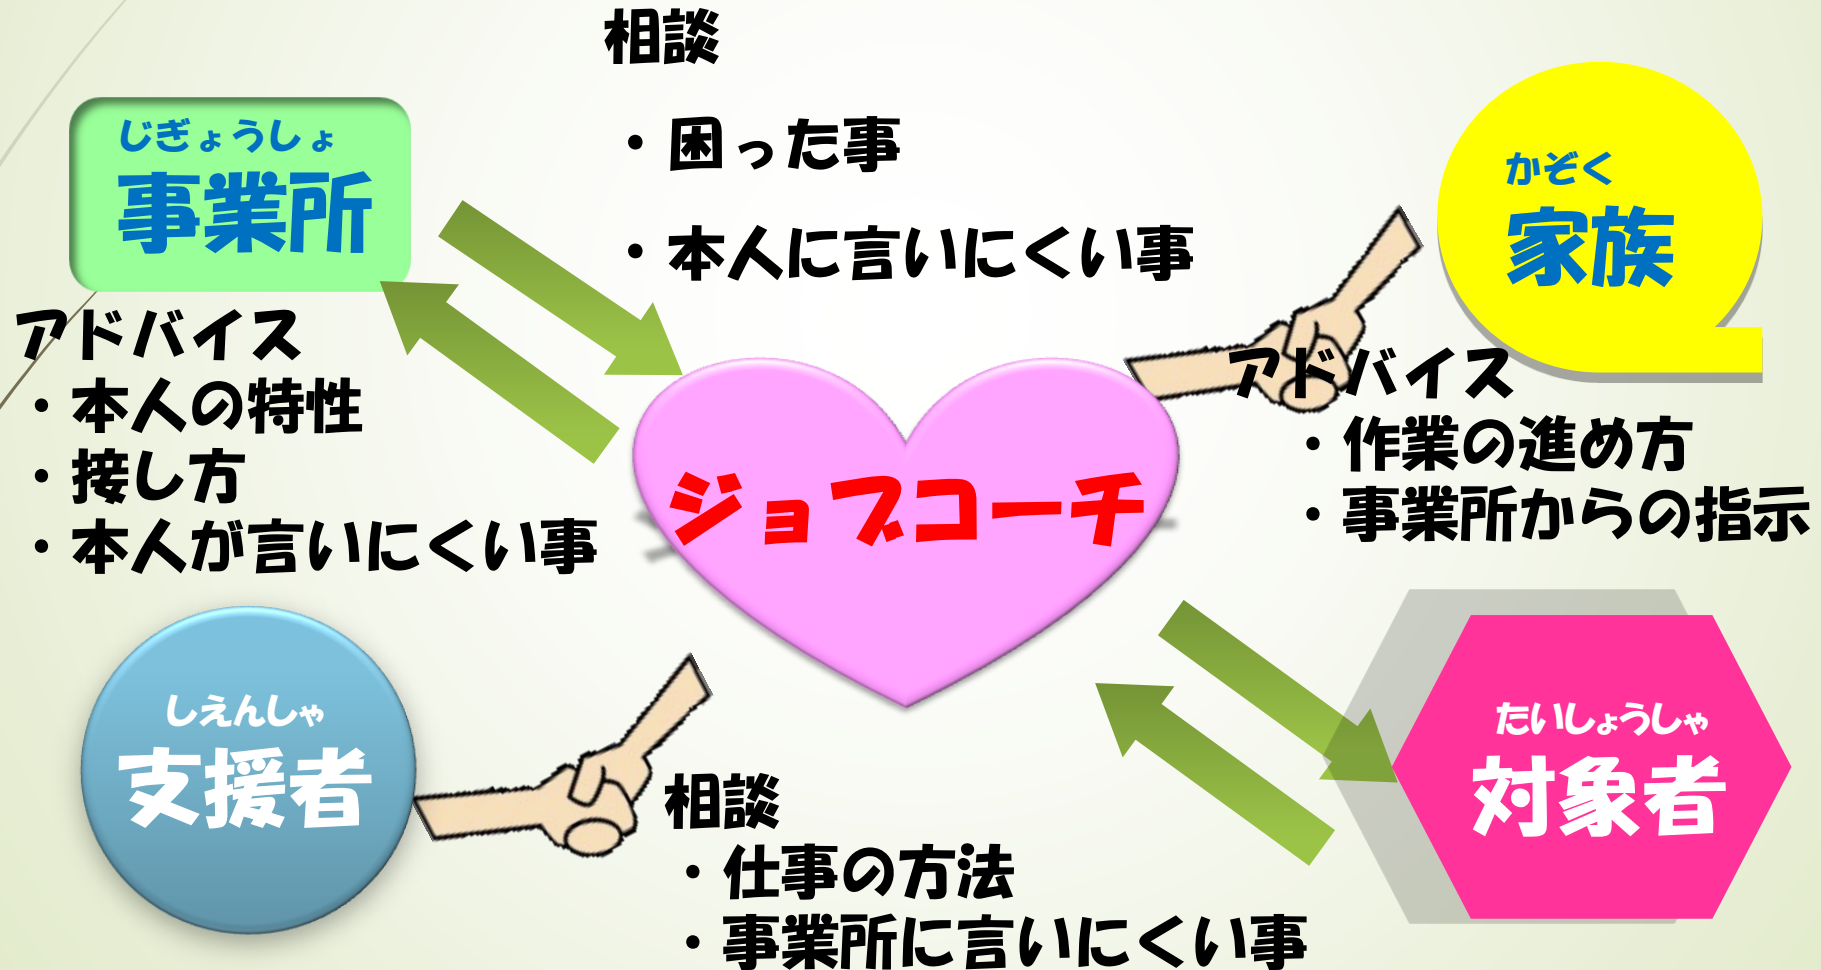 相談
・困った事
・本人に言いにくい事
じぎょうしょ
事業所
かぞく
家族
アドバイス
・本人の特性
・接し方
・本人が言いにくい事
ジョブコーチ
アドバイス
・作業の進め方
・事業所からの指示
しえんしゃ
支援者
たいしょうしゃ
対象者
相談
・仕事の方法
・事業所に言いにくい事